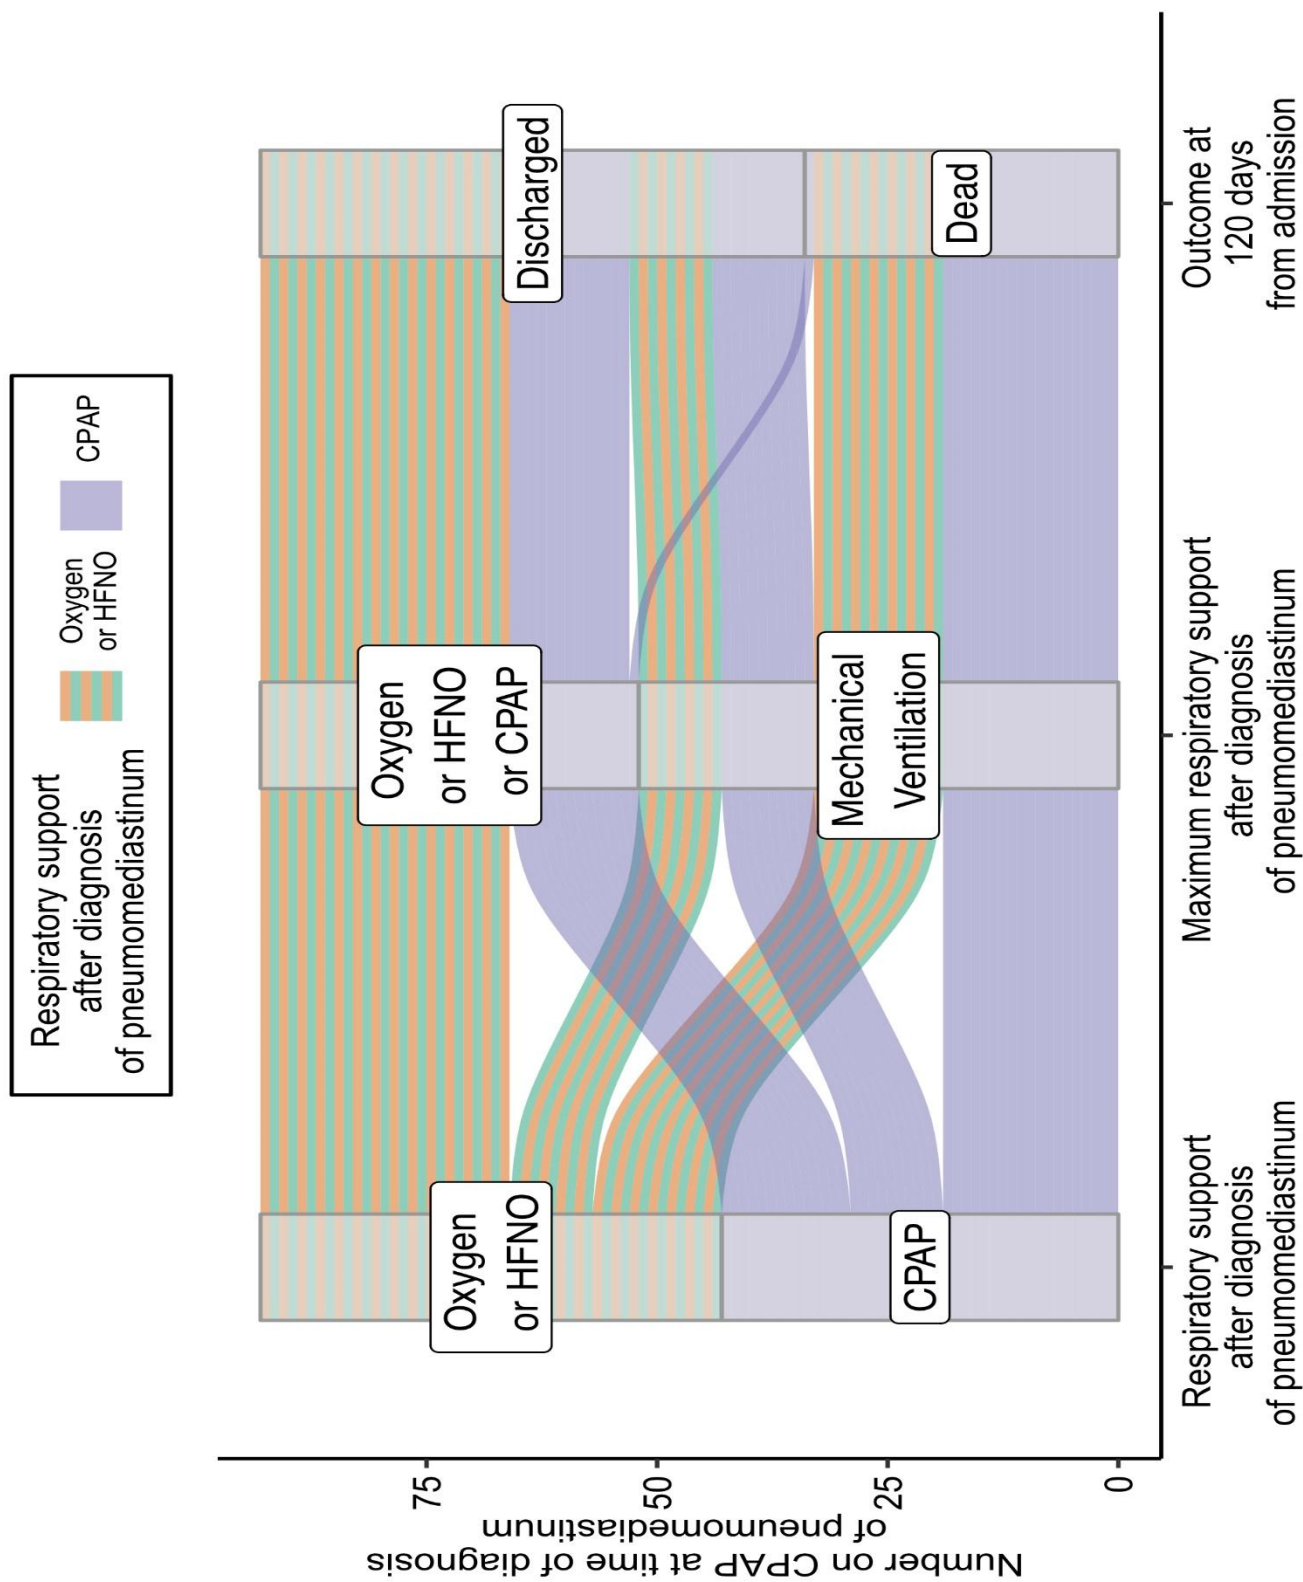 Respiratory support
after diagnosis
of pneumomediastinum
Oxygen
or HFNO
CPAP
Number on CPAP at time of diagnosis
of pneumomediastinum
75
50
25
0
Oxygen
or HFNO
CPAP
Oxygen
or HFNO
or CPAP
Mechanical
Ventilation
Discharged
Dead
Respiratory support
after diagnosis
of pneumomediastinum
Maximum respiratory support
after diagnosis
of pneumomediastinum
Outcome at
120 days
from admission